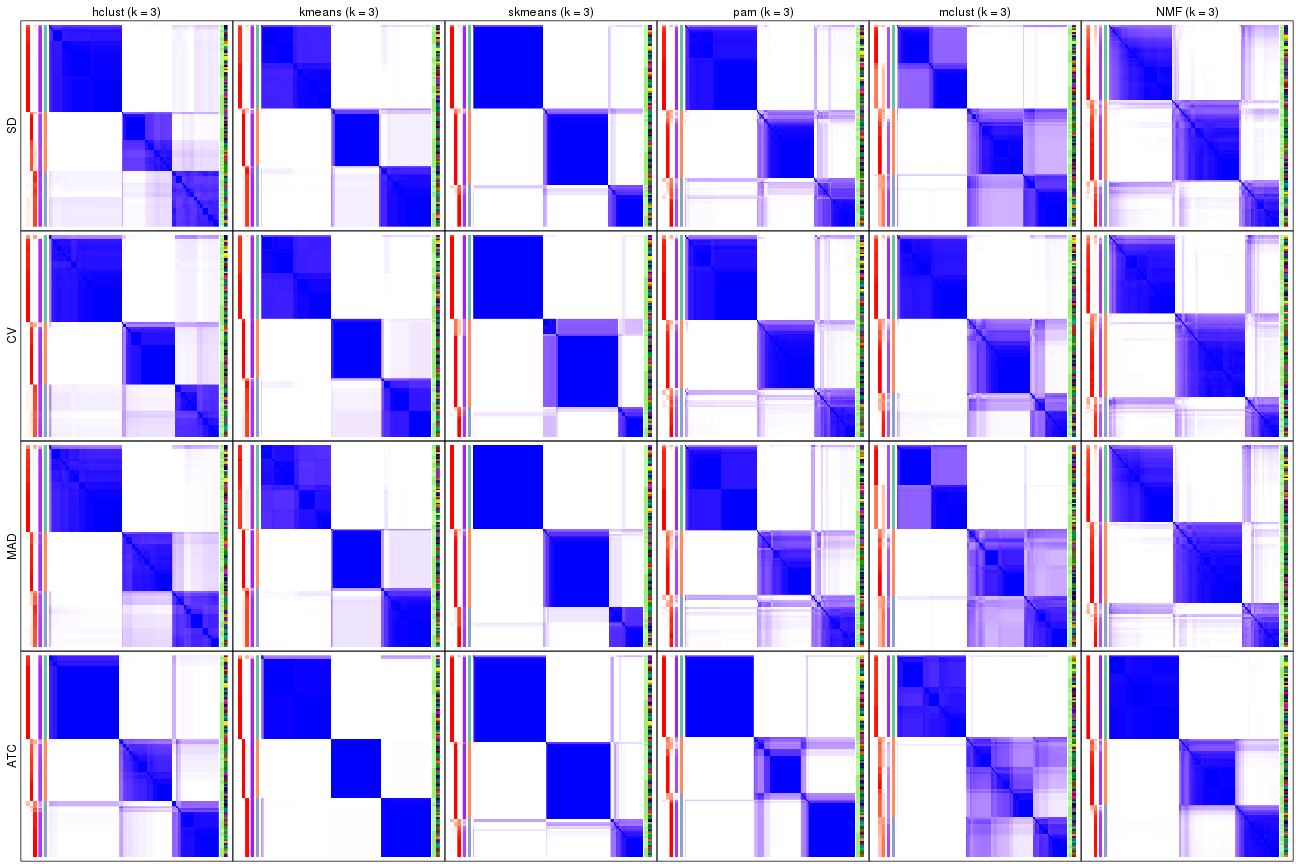 hclust (k = 3) kmeans (k = 3) skmeans (k = 3) pam (k = 3) mclust (k = 3) NMF (k = 3)
SD
CV
MAD
ATC